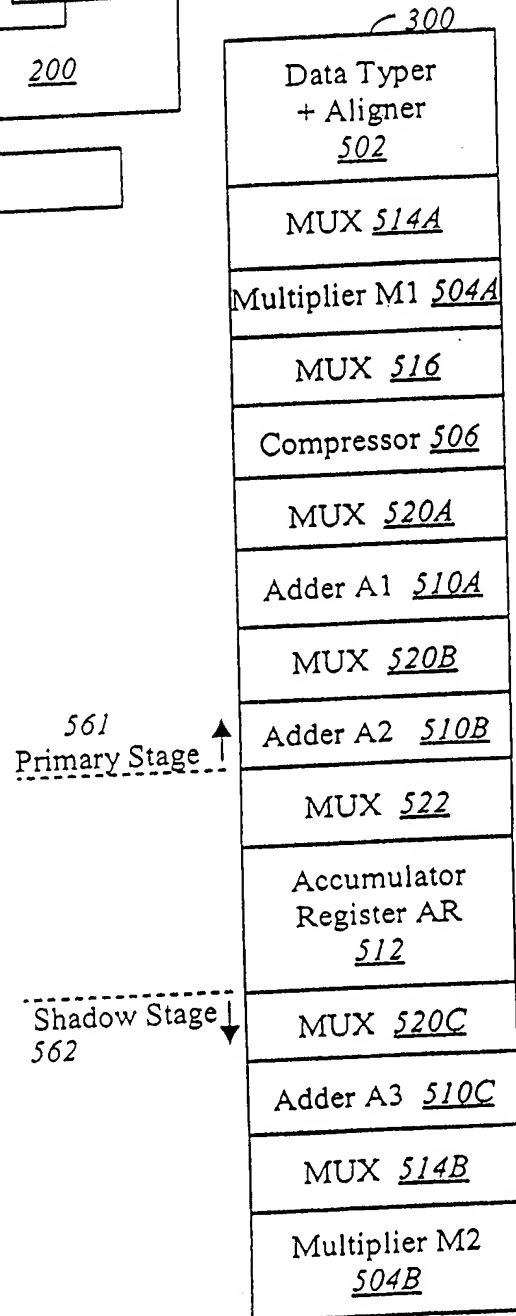 300
200
Data Typer
+ Aligner
502
MUX 514A
Multiplier M1 504A
MUX 516
Compressor 506
MUX 520A
Adder A1 510A
MUX 520B
561
Primary Stage
Adder A2 510B
MUX 522
Accumulator
Register AR
512
Shadow Stage
562
MUX 520C
Adder A3 510C
MUX 514B
Multiplier M2
504B